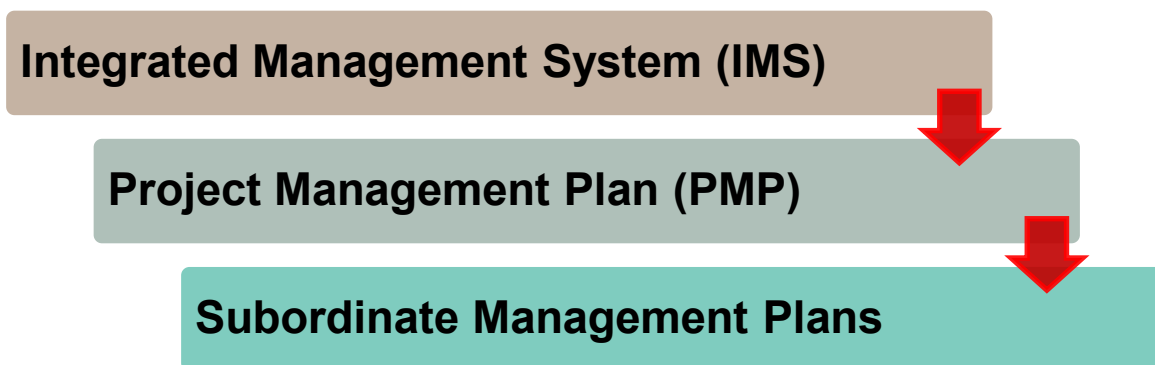 Integrated Management System (IMS)
Project Management Plan (PMP)
Subordinate Management Plans